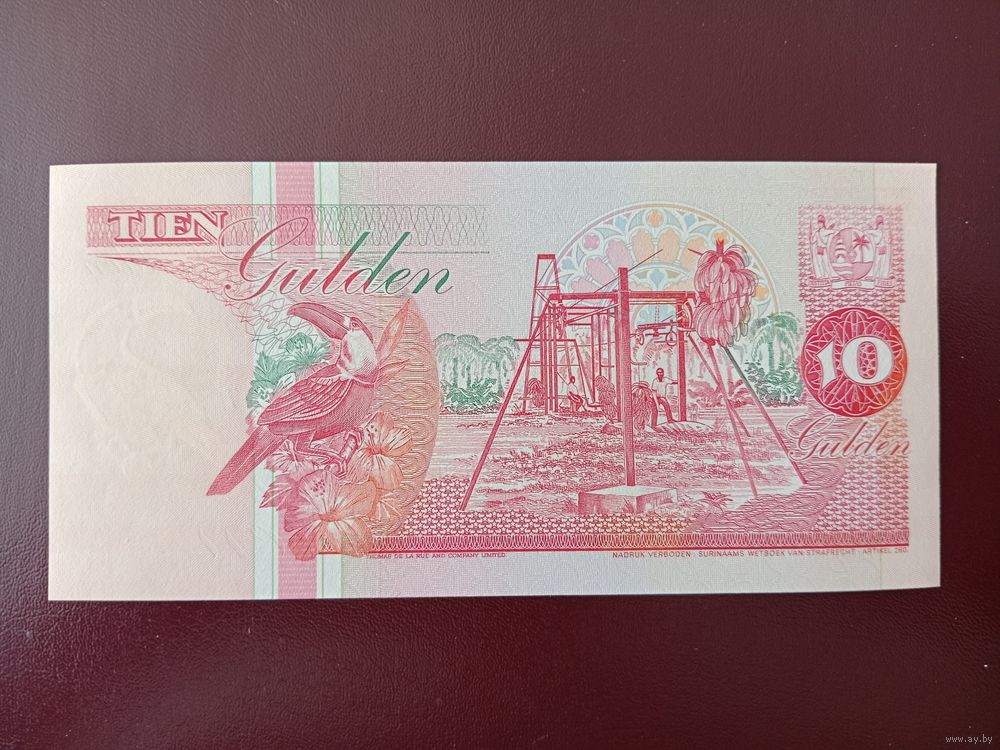 TIEN
Gulden
10
Gulden
THOMAS DE LA RUE AND COMPANY LIMITED.
NADRUK VERBODEN · SURINAAMS WETBOEK VAN STRAFRECHT - ARTIKEL 260.
www.ay.by